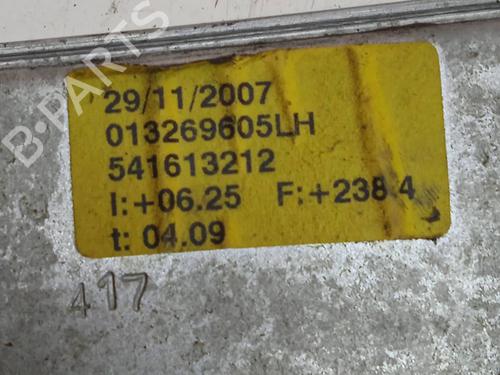 B-PARTS
29/11/2007
013269605LH
541613212
I:+06.25 F:+238.4
t: 04.09
417